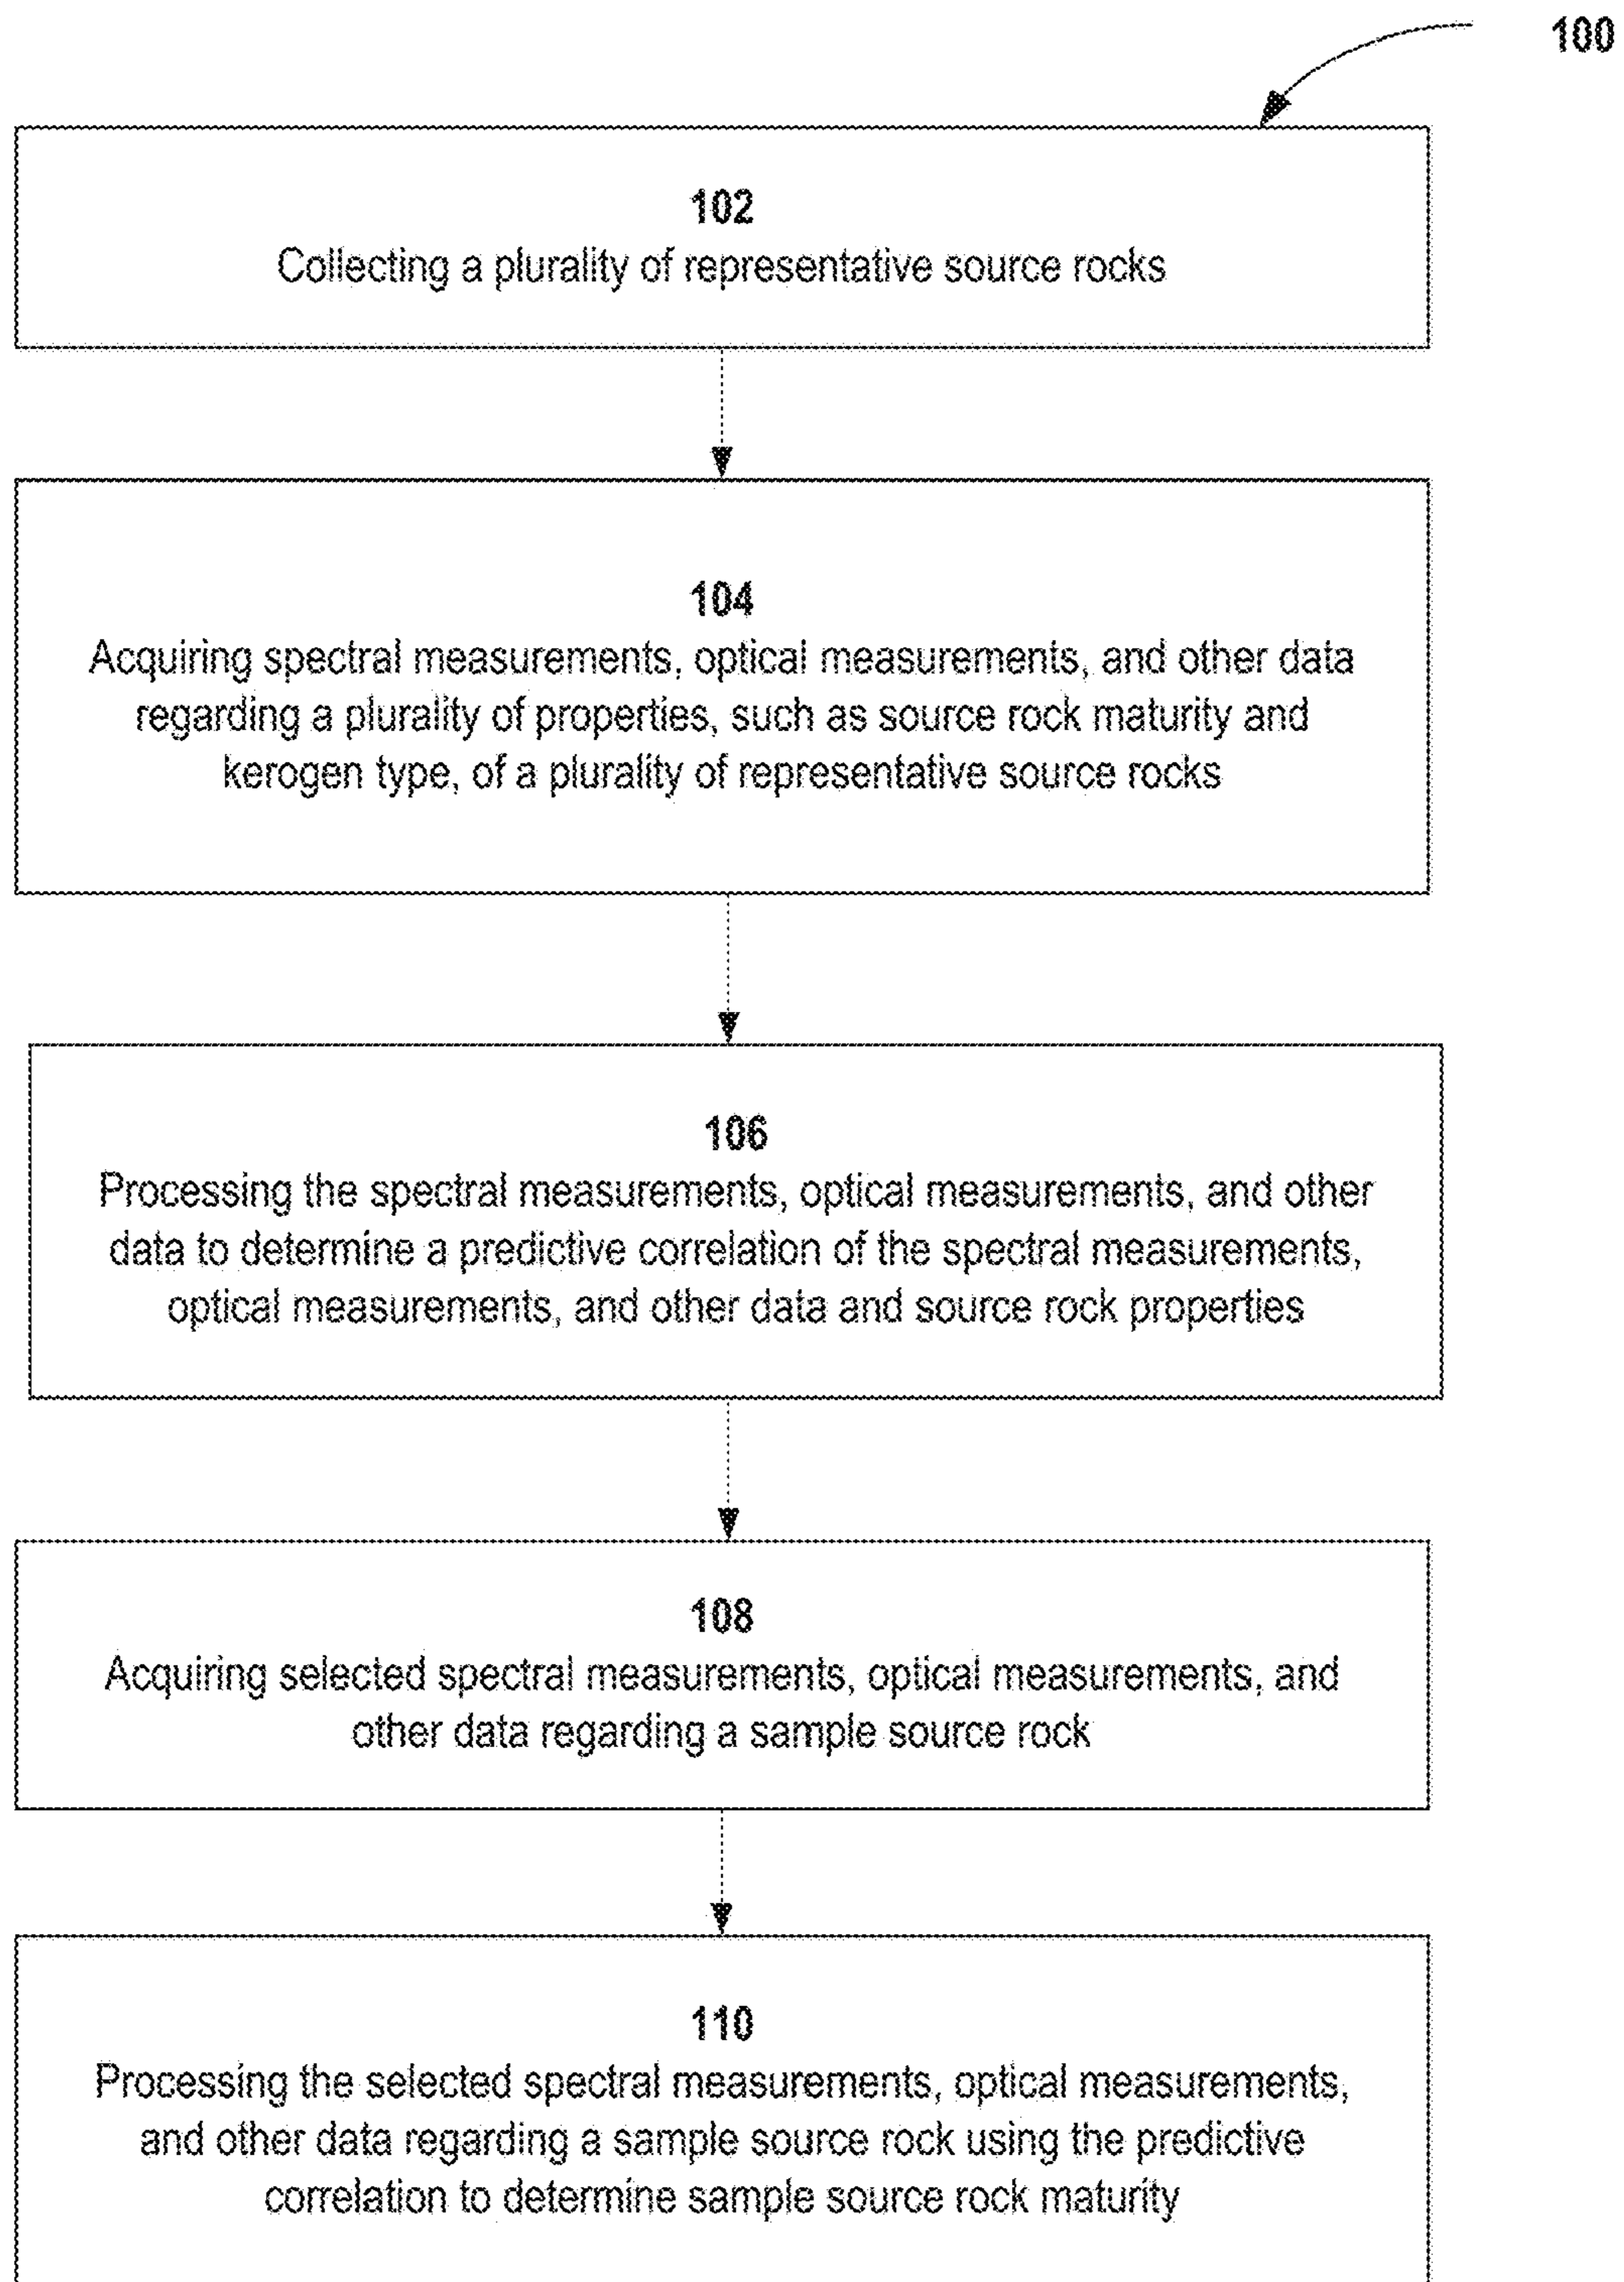 100
102
Collecting a plurality of representative source rocks
104
Acquiring spectral measurements, optical measurements, and other data
regarding a plurality of properties, such as source rock maturity and
kerogen type, of a plurality of representative source rocks
106
Processing the spectral measurements, optical measurements, and other
data to determine a predictive correlation of the spectral measurements,
optical measurements, and other data and source rock properties
108
Acquiring selected spectral measurements, optical measurements, and
other data regarding a sample source rock
110
Processing the selected spectral measurements, optical measurements,
and other data regarding a sample source rock using the predictive
correlation to determine sample source rock maturity